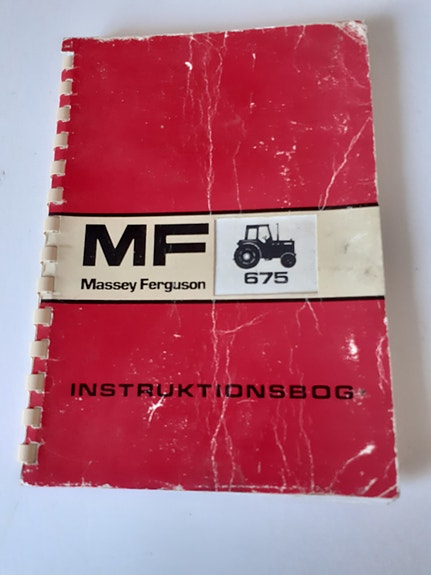 MF
Massey Ferguson
675
INSTRUKTIONSBOG